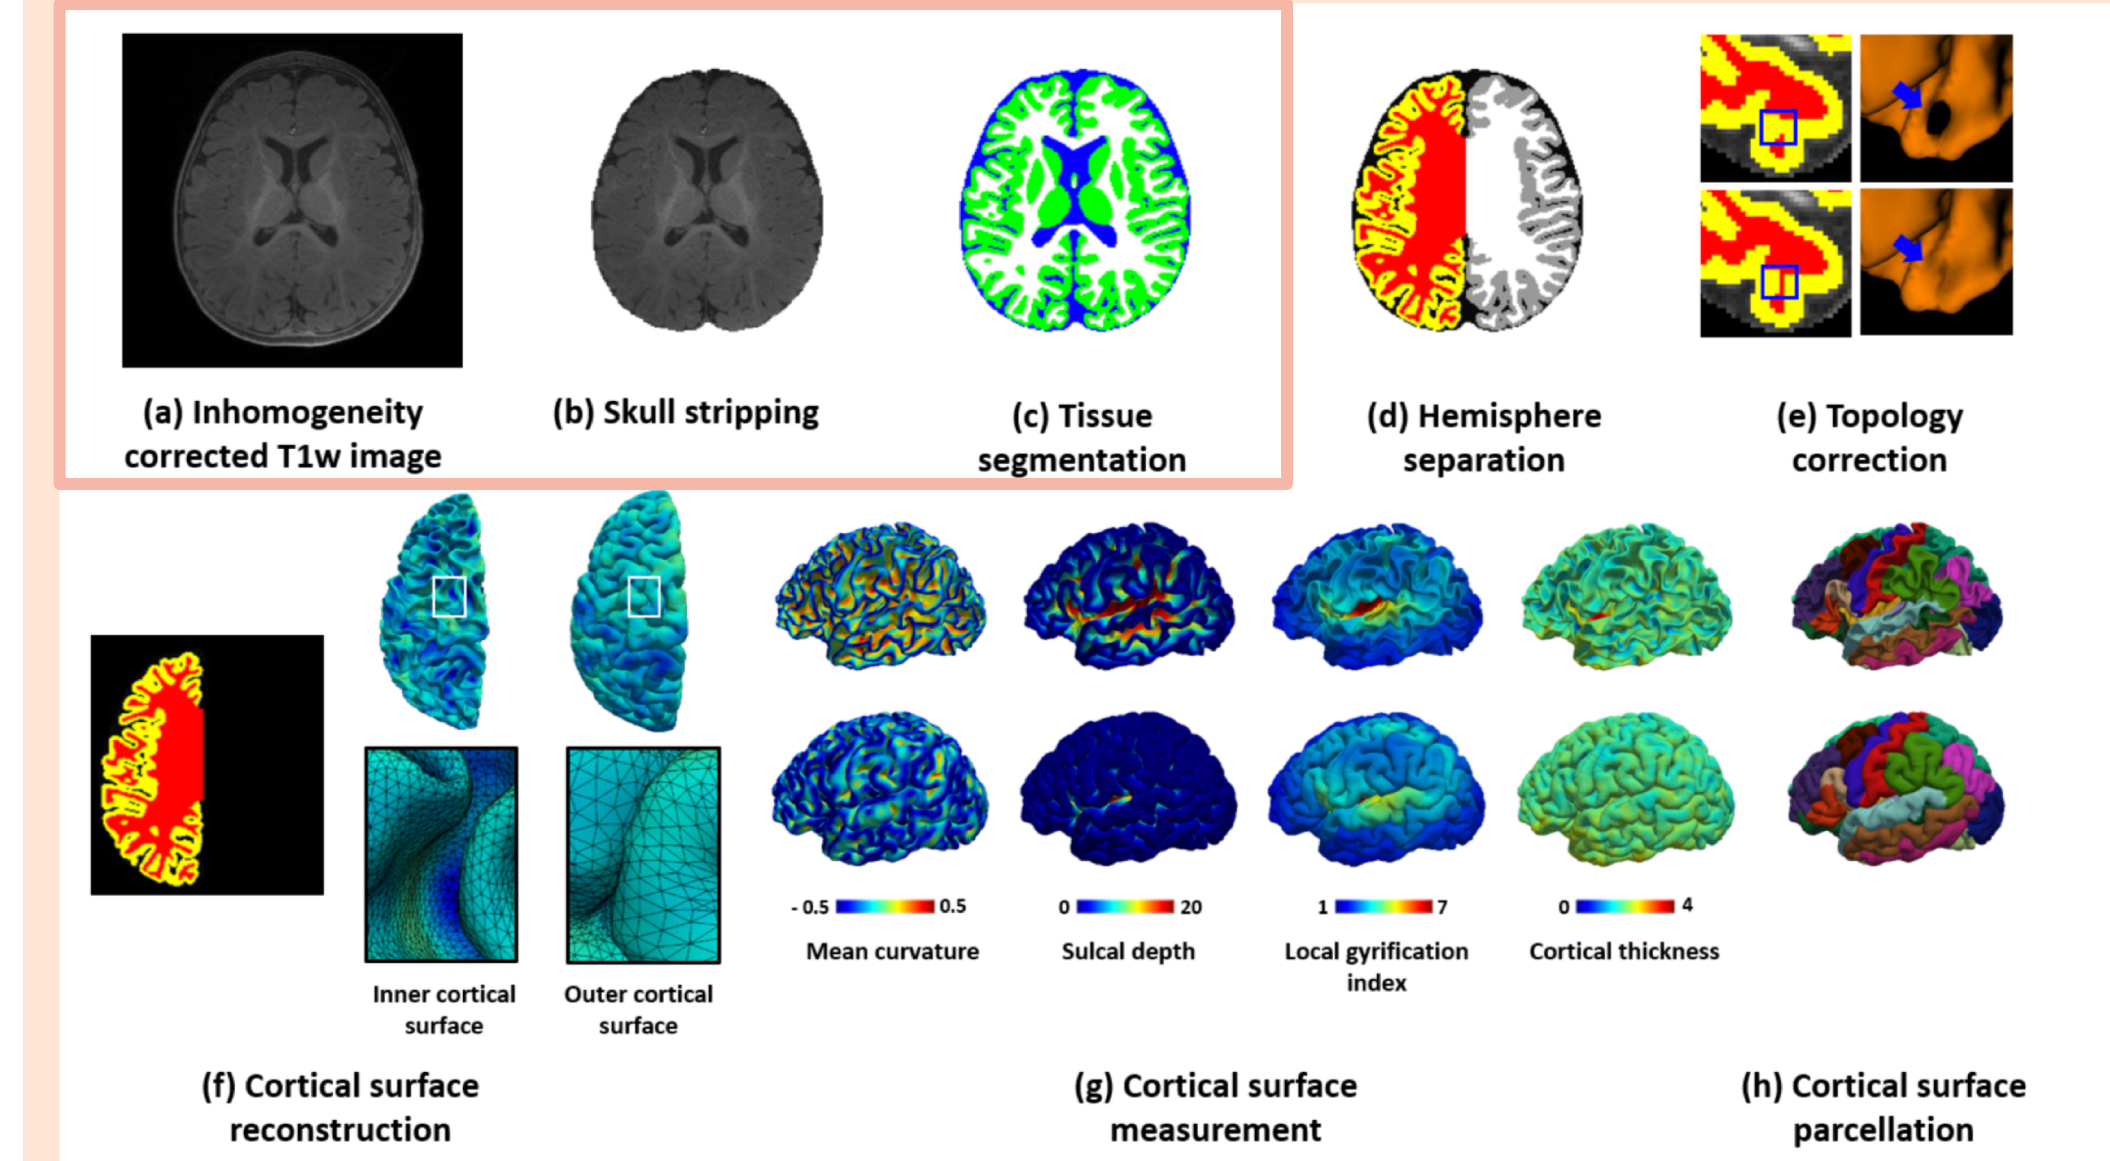 (a) Inhomogeneity
corrected T1w image
(b) Skull stripping
(c) Tissue
segmentation
(d) Hemisphere
separation
(e) Topology
correction
- 0.5 0.5
Mean curvature
0 20
Sulcal depth
1 7
Local gyrification
index
0 4
Cortical thickness
Inner cortical
surface
Outer cortical
surface
(f) Cortical surface
reconstruction
(g) Cortical surface
measurement
(h) Cortical surface
parcellation